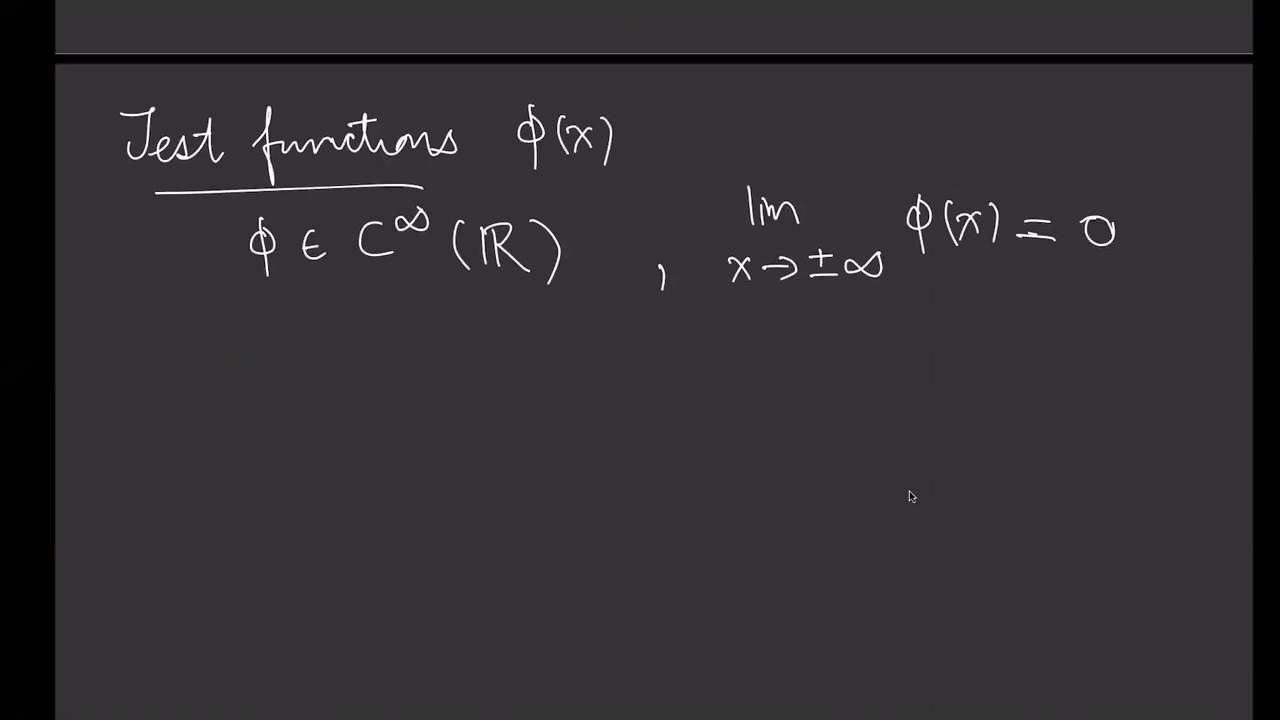 Test functions ϕ(x)
ϕ ∈ C^∞ (ℝ) , lim_{x→±∞} ϕ(x) = 0